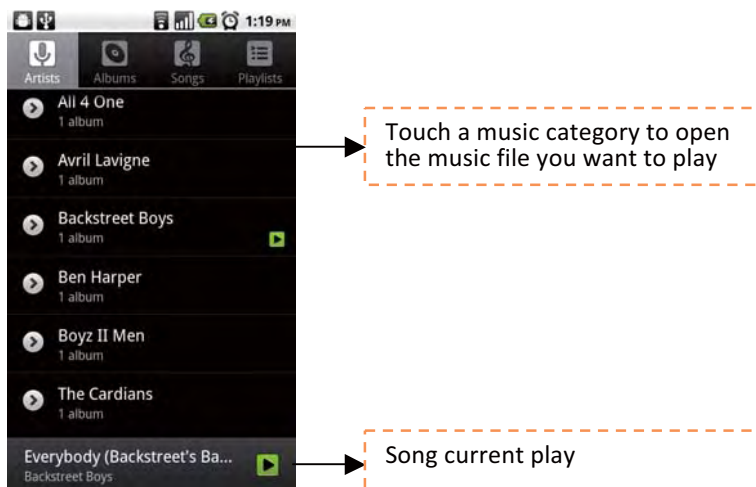 1:19 PM
Artists Albums Songs Playlists
All 4 One
1 album
Avril Lavigne
1 album
Backstreet Boys
1 album
Ben Harper
1 album
Boyz II Men
1 album
The Cardians
1 album
Everybody (Backstreet's Ba...
Backstreet Boys
Touch a music category to open
the music file you want to play
Song current play